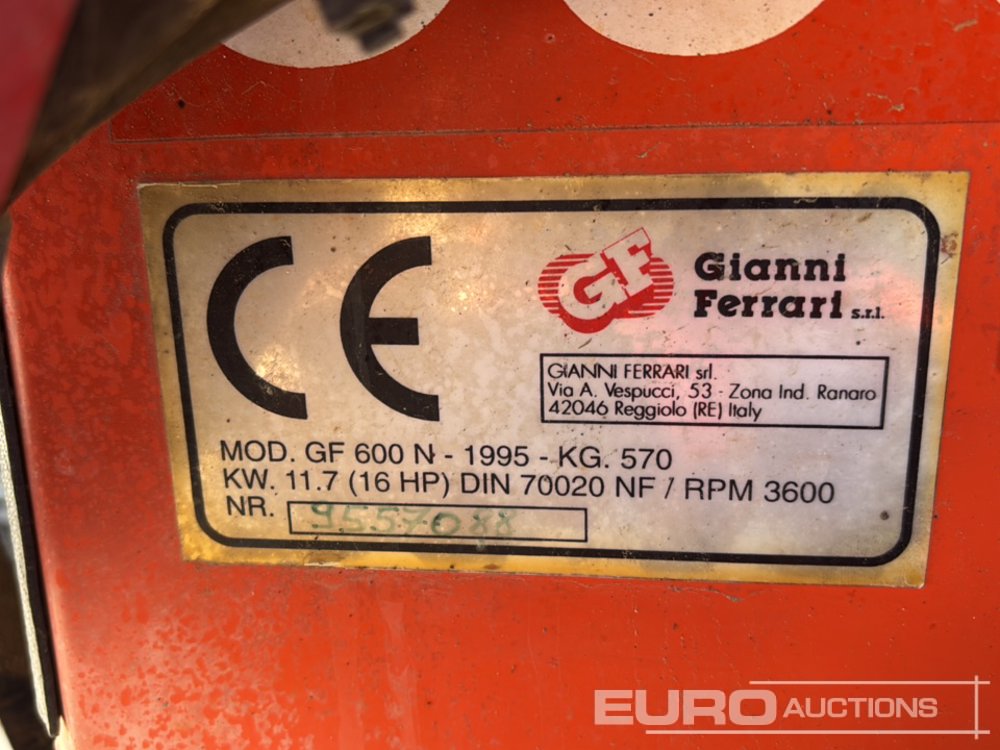 CE
GF
Gianni
Ferrari s.r.l.
GIANNI FERRARI srl.
Via A. Vespucci, 53 - Zona Ind. Ranaro
42046 Reggiolo (RE) Italy
MOD. GF 600 N - 1995 - KG. 570
KW. 11.7 (16 HP) DIN 70020 NF / RPM 3600
NR. 9557088
EURO AUCTIONS